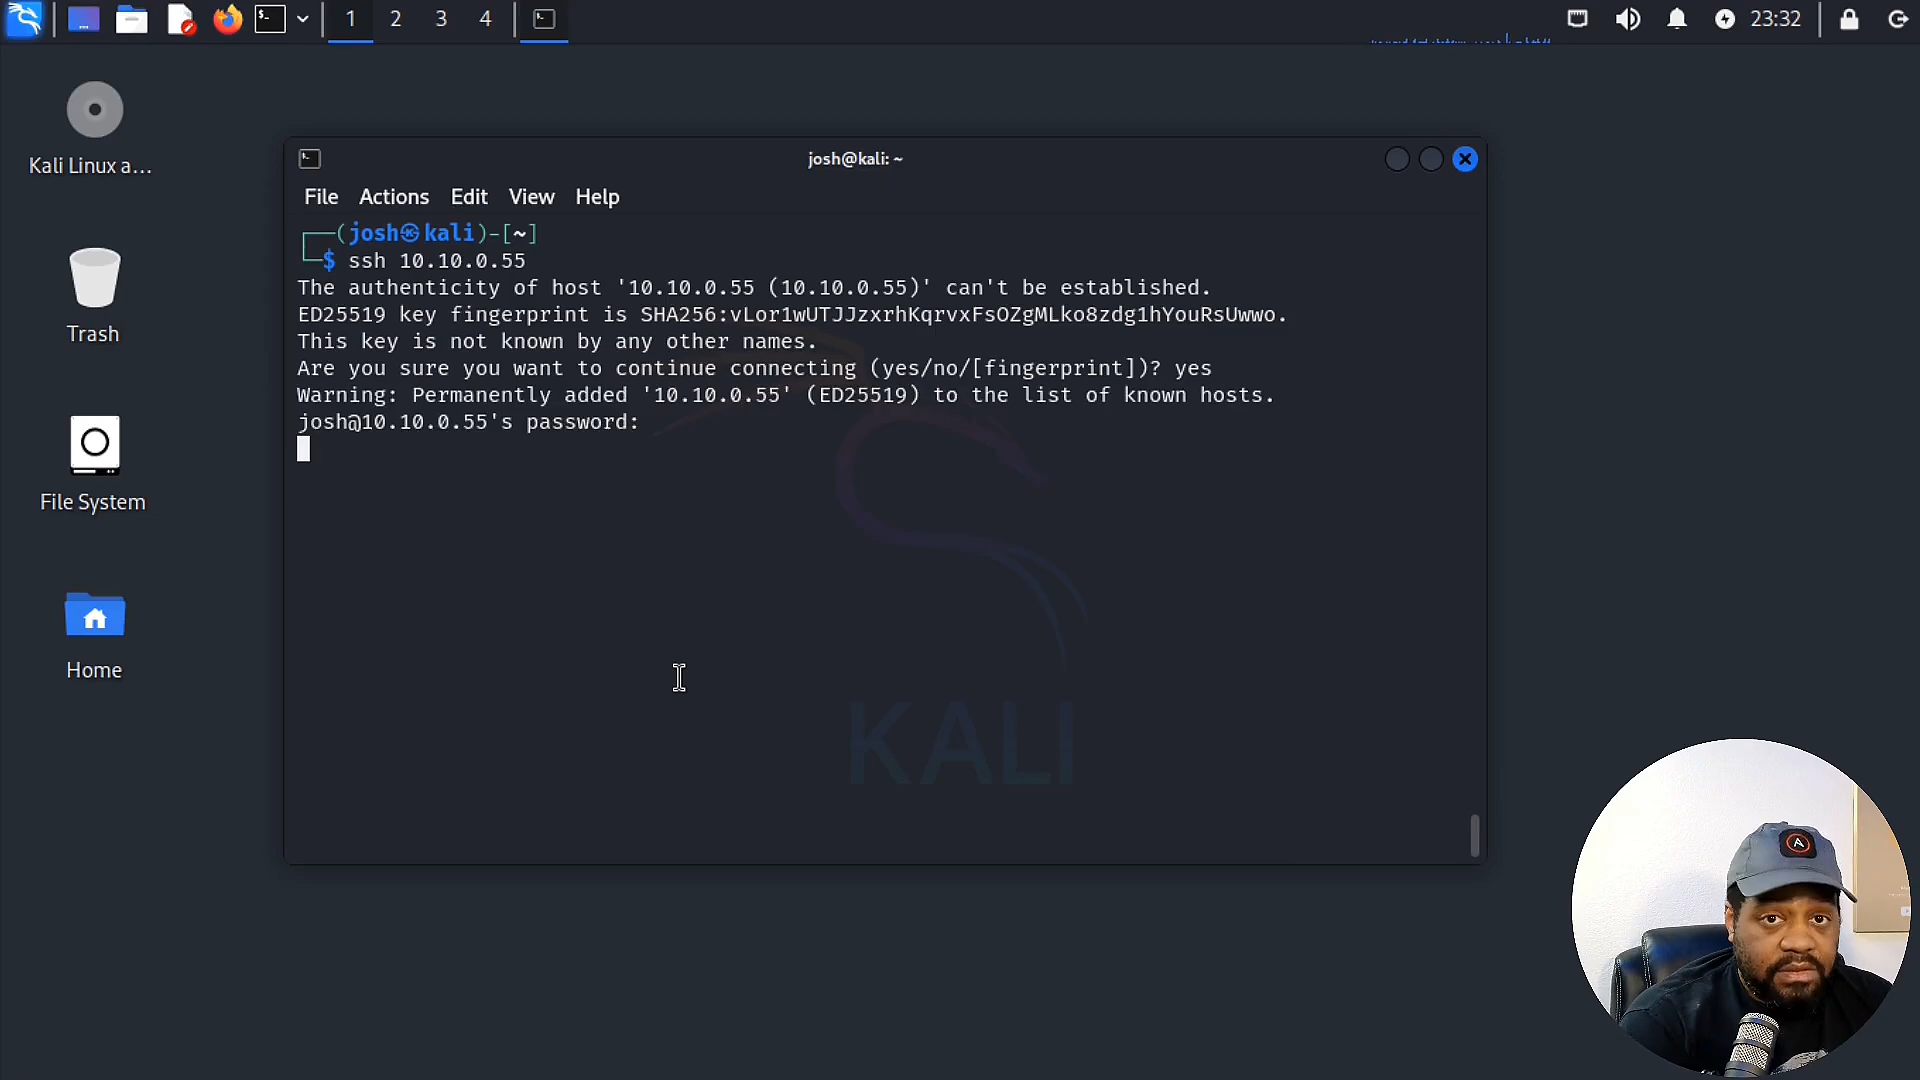 1 2 3 4
23:32
Kali Linux a...
Trash
File System
Home
josh@kali: ~
File Actions Edit View Help
┌──(josh㉿kali)-[~]
└─$ ssh 10.10.0.55
The authenticity of host '10.10.0.55 (10.10.0.55)' can't be established.
ED25519 key fingerprint is SHA256:vLor1wUTJJzxrhKqrvxFsOZgMLko8zdg1hYouRsUwwo.
This key is not known by any other names.
Are you sure you want to continue connecting (yes/no/[fingerprint])? yes
Warning: Permanently added '10.10.0.55' (ED25519) to the list of known hosts.
josh@10.10.0.55's password:
KALI
A